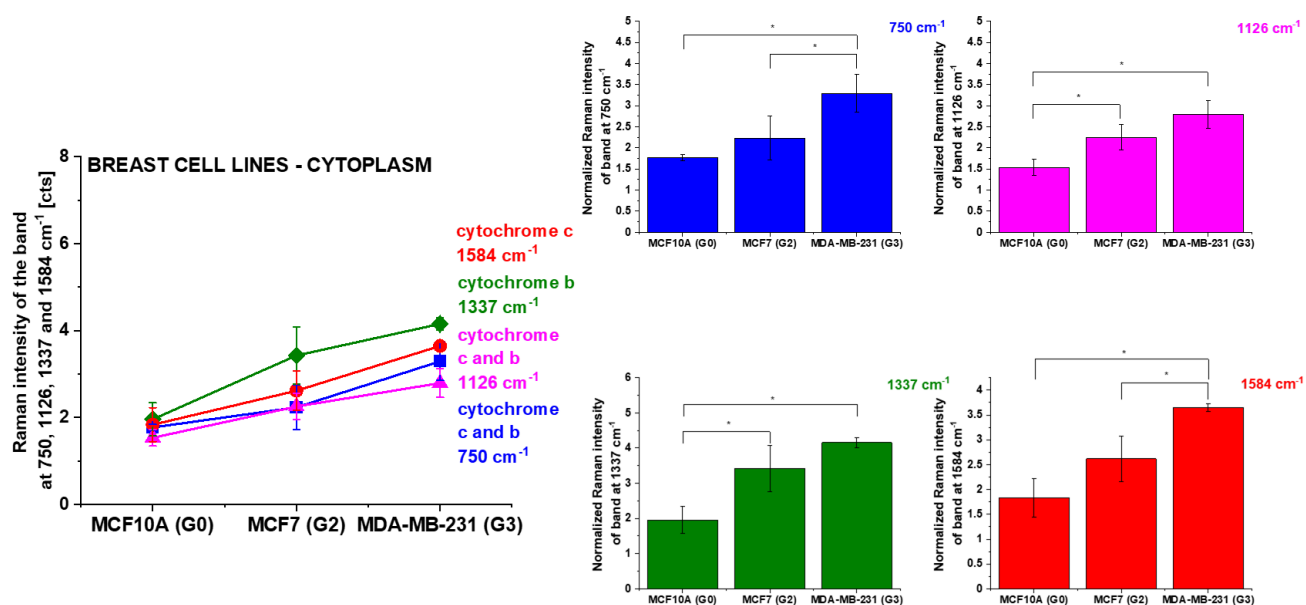 BREAST CELL LINES - CYTOPLASM
Raman intensity of the band
at 750, 1126, 1337 and 1584 cm⁻¹ [cts]
8
6
4
2
0
MCF10A (G0) MCF7 (G2) MDA-MB-231 (G3)
cytochrome c
1584 cm⁻¹
cytochrome b
1337 cm⁻¹
cytochrome
c and b
1126 cm⁻¹
cytochrome
c and b
750 cm⁻¹
750 cm⁻¹
Normalized Raman intensity
of band at 750 cm⁻¹
5
4.5
4
3.5
3
2.5
2
1.5
1
0.5
0
*
*
MCF10A (G0) MCF7 (G2) MDA-MB-231 (G3)
1126 cm⁻¹
Normalized Raman intensity
of band at 1126 cm⁻¹
5
4.5
4
3.5
3
2.5
2
1.5
1
0.5
0
*
*
MCF10A (G0) MCF7 (G2) MDA-MB-231 (G3)
1337 cm⁻¹
Normalized Raman intensity
of band at 1337 cm⁻¹
6
5
4
3
2
1
0
*
*
MCF10A (G0) MCF7 (G2) MDA-MB-231 (G3)
1584 cm⁻¹
Normalized Raman intensity
of band at 1584 cm⁻¹
4
3.5
3
2.5
2
1.5
1
0.5
0
*
*
MCF10A (G0) MCF7 (G2) MDA-MB-231 (G3)